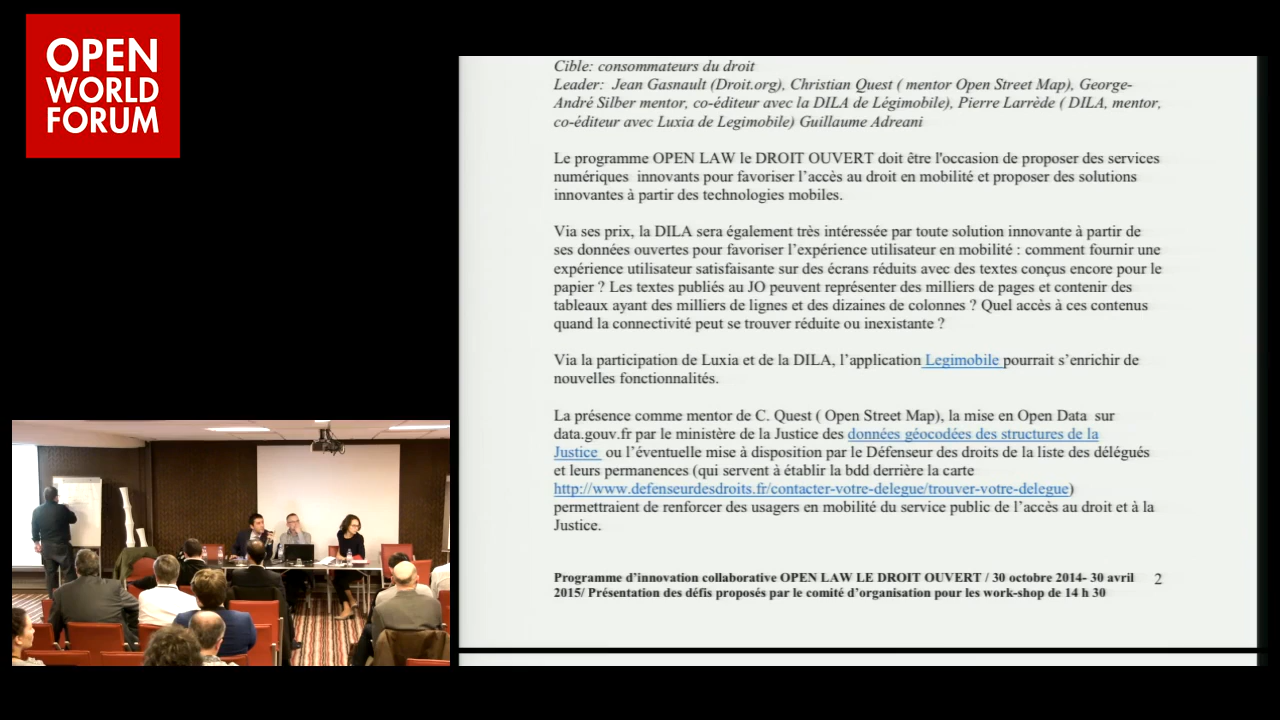 OPEN
WORLD
FORUM
Cible: consommateurs du droit
Leader:  Jean Gasnault (Droit.org), Christian Quest ( mentor Open Street Map), George-
André Silber mentor, co-éditeur avec la DILA de Légimobile), Pierre Larrède ( DILA, mentor,
co-éditeur avec Luxia de Legimobile) Guillaume Adreani
Le programme OPEN LAW le DROIT OUVERT doit être l'occasion de proposer des services
numériques  innovants pour favoriser l’accès au droit en mobilité et proposer des solutions
innovantes à partir des technologies mobiles.
Via ses prix, la DILA sera également très intéressée par toute solution innovante à partir de
ses données ouvertes pour favoriser l’expérience utilisateur en mobilité : comment fournir une
expérience utilisateur satisfaisante sur des écrans réduits avec des textes conçus encore pour le
papier ? Les textes publiés au JO peuvent représenter des milliers de pages et contenir des
tableaux ayant des milliers de lignes et des dizaines de colonnes ? Quel accès à ces contenus
quand la connectivité peut se trouver réduite ou inexistante ?
Via la participation de Luxia et de la DILA, l’application Legimobile pourrait s’enrichir de
nouvelles fonctionnalités.
La présence comme mentor de C. Quest ( Open Street Map), la mise en Open Data  sur
data.gouv.fr par le ministère de la Justice des données géocodées des structures de la
Justice  ou l’éventuelle mise à disposition par le Défenseur des droits de la liste des délégués
et leurs permanences (qui servent à établir la bdd derrière la carte
http://www.defenseurdesdroits.fr/contacter-votre-delegue/trouver-votre-delegue)
permettraient de renforcer des usagers en mobilité du service public de l’accès au droit et à la
Justice.
Programme d’innovation collaborative OPEN LAW LE DROIT OUVERT / 30 octobre 2014- 30 avril 2
2015/ Présentation des défis proposés par le comité d’organisation pour les work-shop de 14 h 30